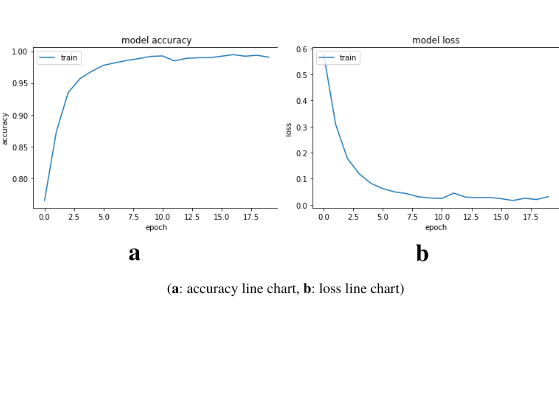 model accuracy
train
accuracy
1.00
0.95
0.90
0.85
0.80
0.0 2.5 5.0 7.5 10.0 12.5 15.0 17.5
epoch
a
model loss
train
loss
0.6
0.5
0.4
0.3
0.2
0.1
0.0
0.0 2.5 5.0 7.5 10.0 12.5 15.0 17.5
epoch
b
(a: accuracy line chart, b: loss line chart)